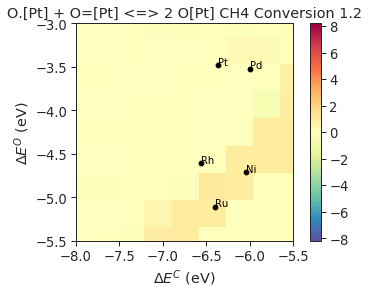 O.[Pt] + O=[Pt] <=> 2 O[Pt] CH4 Conversion 1.2
−3.0
−3.5
−4.0
−4.5
−5.0
−5.5
ΔE^O (eV)
Pt
Pd
Rh
Ni
Ru
−8.0 −7.5 −7.0 −6.5 −6.0 −5.5
ΔE^C (eV)
8
6
4
2
0
−2
−4
−6
−8